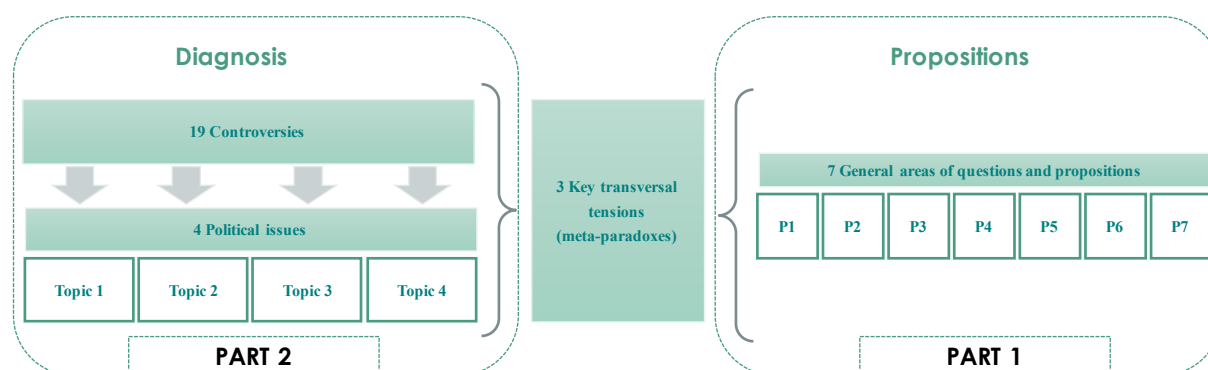 Diagnosis
19 Controversies
4 Political issues
Topic 1
Topic 2
Topic 3
Topic 4
PART 2
3 Key transversal
tensions
(meta-paradoxes)
Propositions
7 General areas of questions and propositions
P1
P2
P3
P4
P5
P6
P7
PART 1